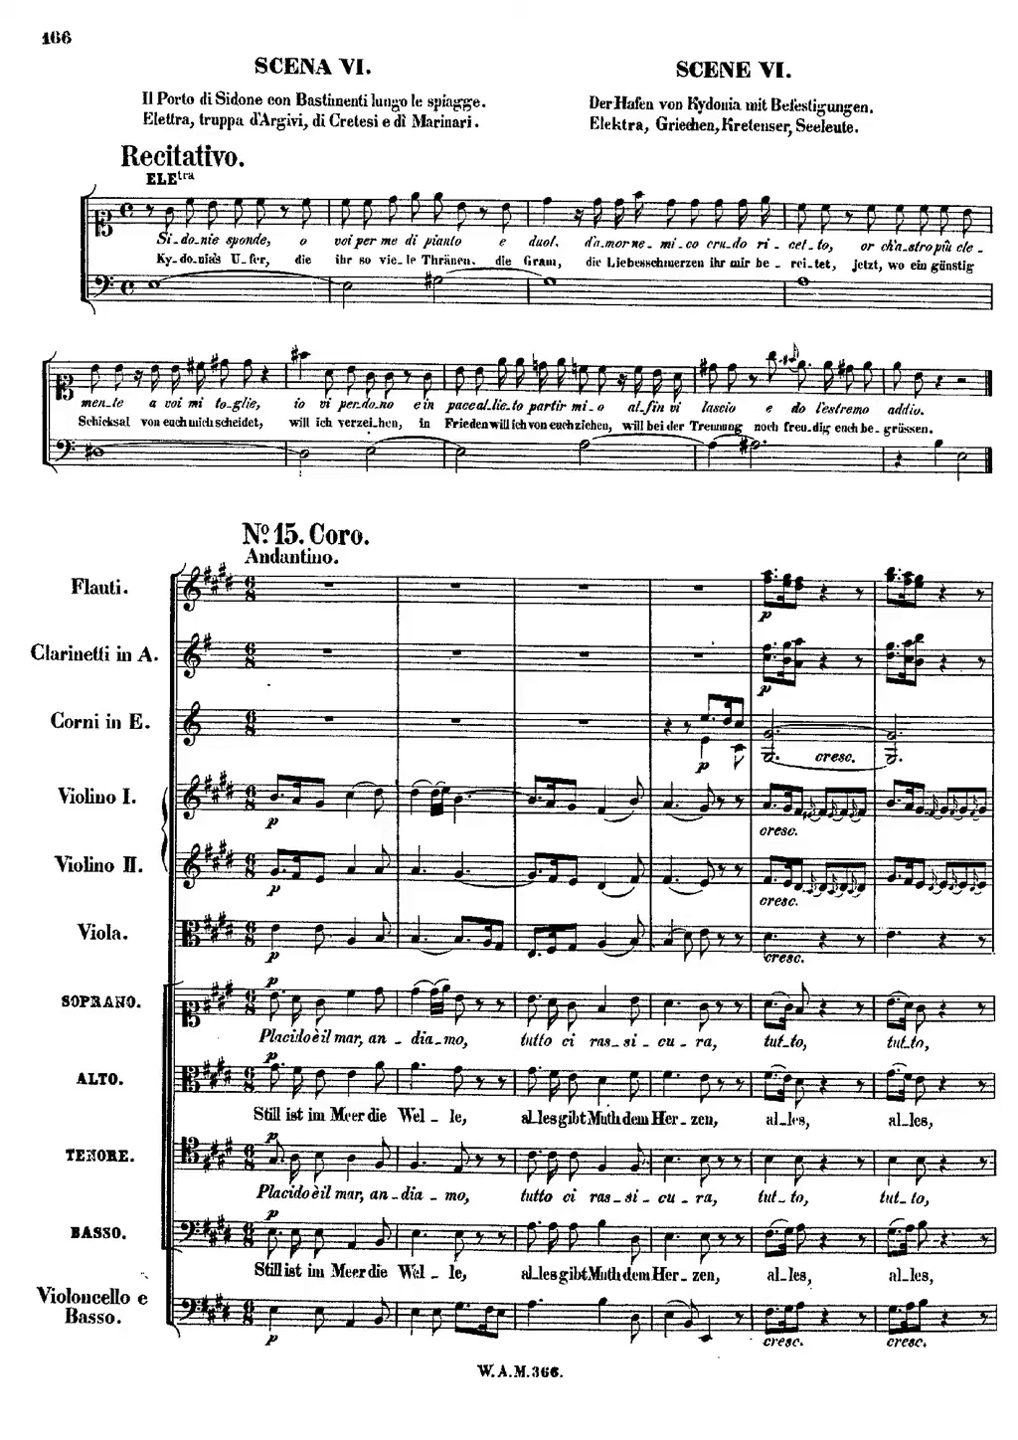 166
SCENA VI.
Il Porto di Sidone con Bastimenti lungo le spiagge.
Elettra, truppa d'Argivi, di Cretesi e di Marinari.
SCENE VI.
Der Hafen von Kydonia mit Befestigungen.
Elektra, Griechen, Kretenser, Seeleute.
Recitativo.
ELEtra
Si_do_nie sponde, o voi per me di pianto e duol. d'a_mor ne_mi_co cru_do ri_cet_to, or ch'a_stro più cle_
Ky_do_nia's U_fer, die ihr so vie_le Thränen. die Gram, die Liebesschmerzen ihr mir be_rei_tet, jetzt, wo ein günstig
men_te a voi mi to_glie, io vi per_do_no e in pace al_lie_to partir mi_o al_fin vi lascio e do l'estremo addio.
Schicksal von euch mich scheidet, will ich verzei_hen, in Frieden will ich von euch ziehen, will bei der Trennung noch freu_dig euch be_grüssen.
No. 15. Coro.
Andantino.
Flauti.
p
Clarinetti in A.
p
Corni in E.
p cresc.
Violino I.
p cresc.
Violino II.
p cresc.
Viola.
p cresc.
p
SOPRANO.
Placido è il mar, an_dia_mo, tutto ci ras_si_cu_ra, tut_to, tut_to,
p
ALTO.
Still ist im Meer die Wel_le, al_les gibt Muth dem Her_zen, al_les, al_les,
p
TENORE.
Placido è il mar, an_dia_mo, tutto ci ras_si_cu_ra, tut_to, tut_to,
p
BASSO.
Still ist im Meer die Wel_le, al_les gibt Muth dem Her_zen, al_les, al_les,
Violoncello e
Basso.
p cresc. cresc.
W.A.M.366.